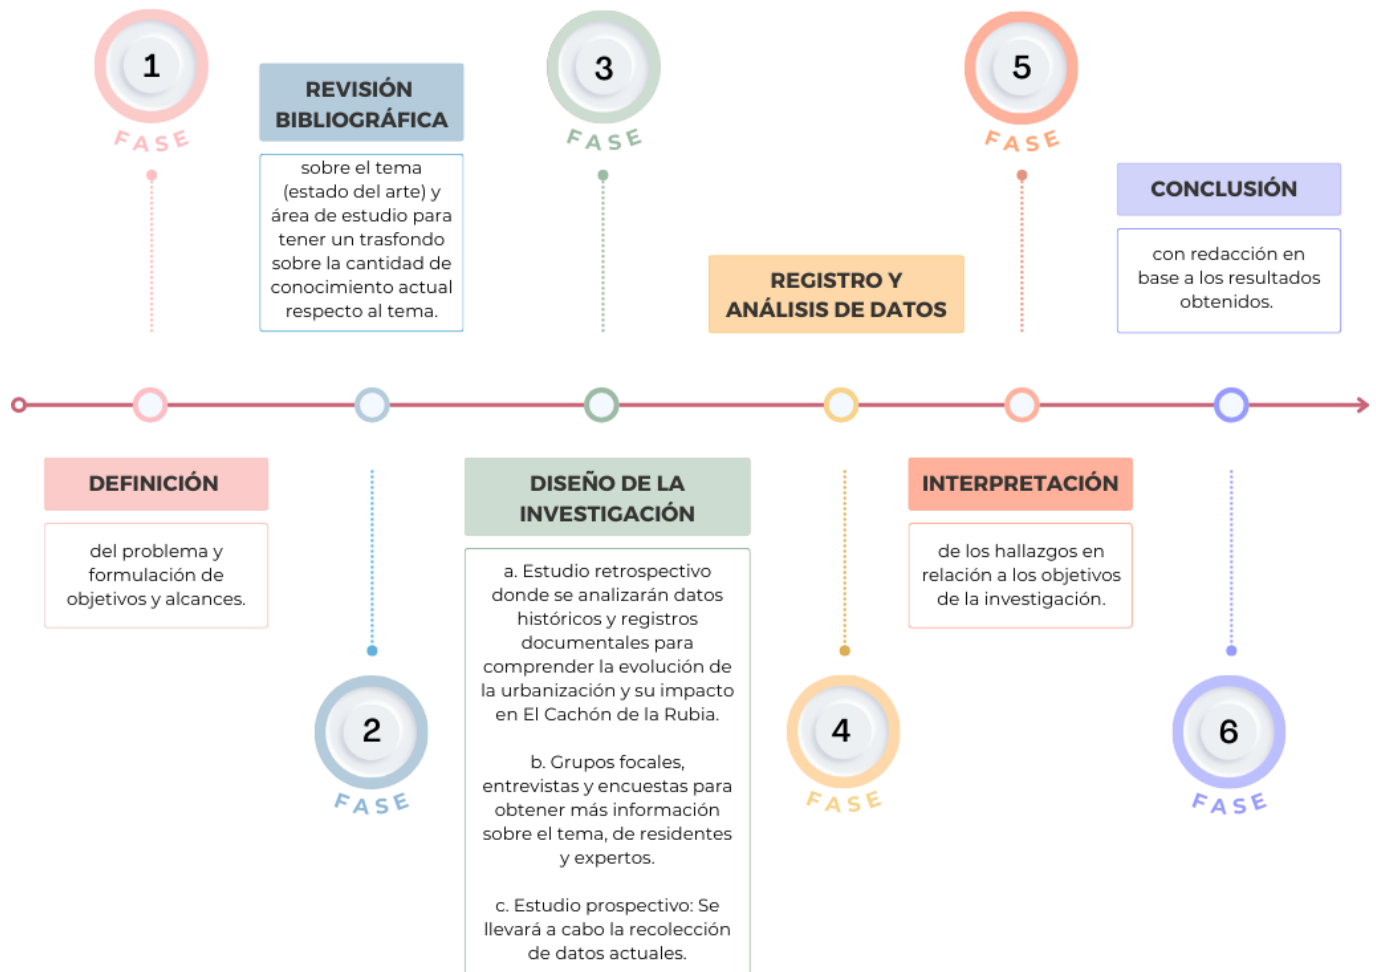 1
FASE
DEFINICIÓN
del problema y
formulación de
objetivos y alcances.
REVISIÓN
BIBLIOGRÁFICA
sobre el tema
(estado del arte) y
área de estudio para
tener un trasfondo
sobre la cantidad de
conocimiento actual
respecto al tema.
2
FASE
3
FASE
DISEÑO DE LA
INVESTIGACIÓN
a. Estudio retrospectivo
donde se analizarán datos
históricos y registros
documentales para
comprender la evolución de
la urbanización y su impacto
en El Cachón de la Rubia.
b. Grupos focales,
entrevistas y encuestas para
obtener más información
sobre el tema, de residentes
y expertos.
c. Estudio prospectivo: Se
llevará a cabo la recolección
de datos actuales.
REGISTRO Y
ANÁLISIS DE DATOS
4
FASE
5
FASE
INTERPRETACIÓN
de los hallazgos en
relación a los objetivos
de la investigación.
CONCLUSIÓN
con redacción en
base a los resultados
obtenidos.
6
FASE